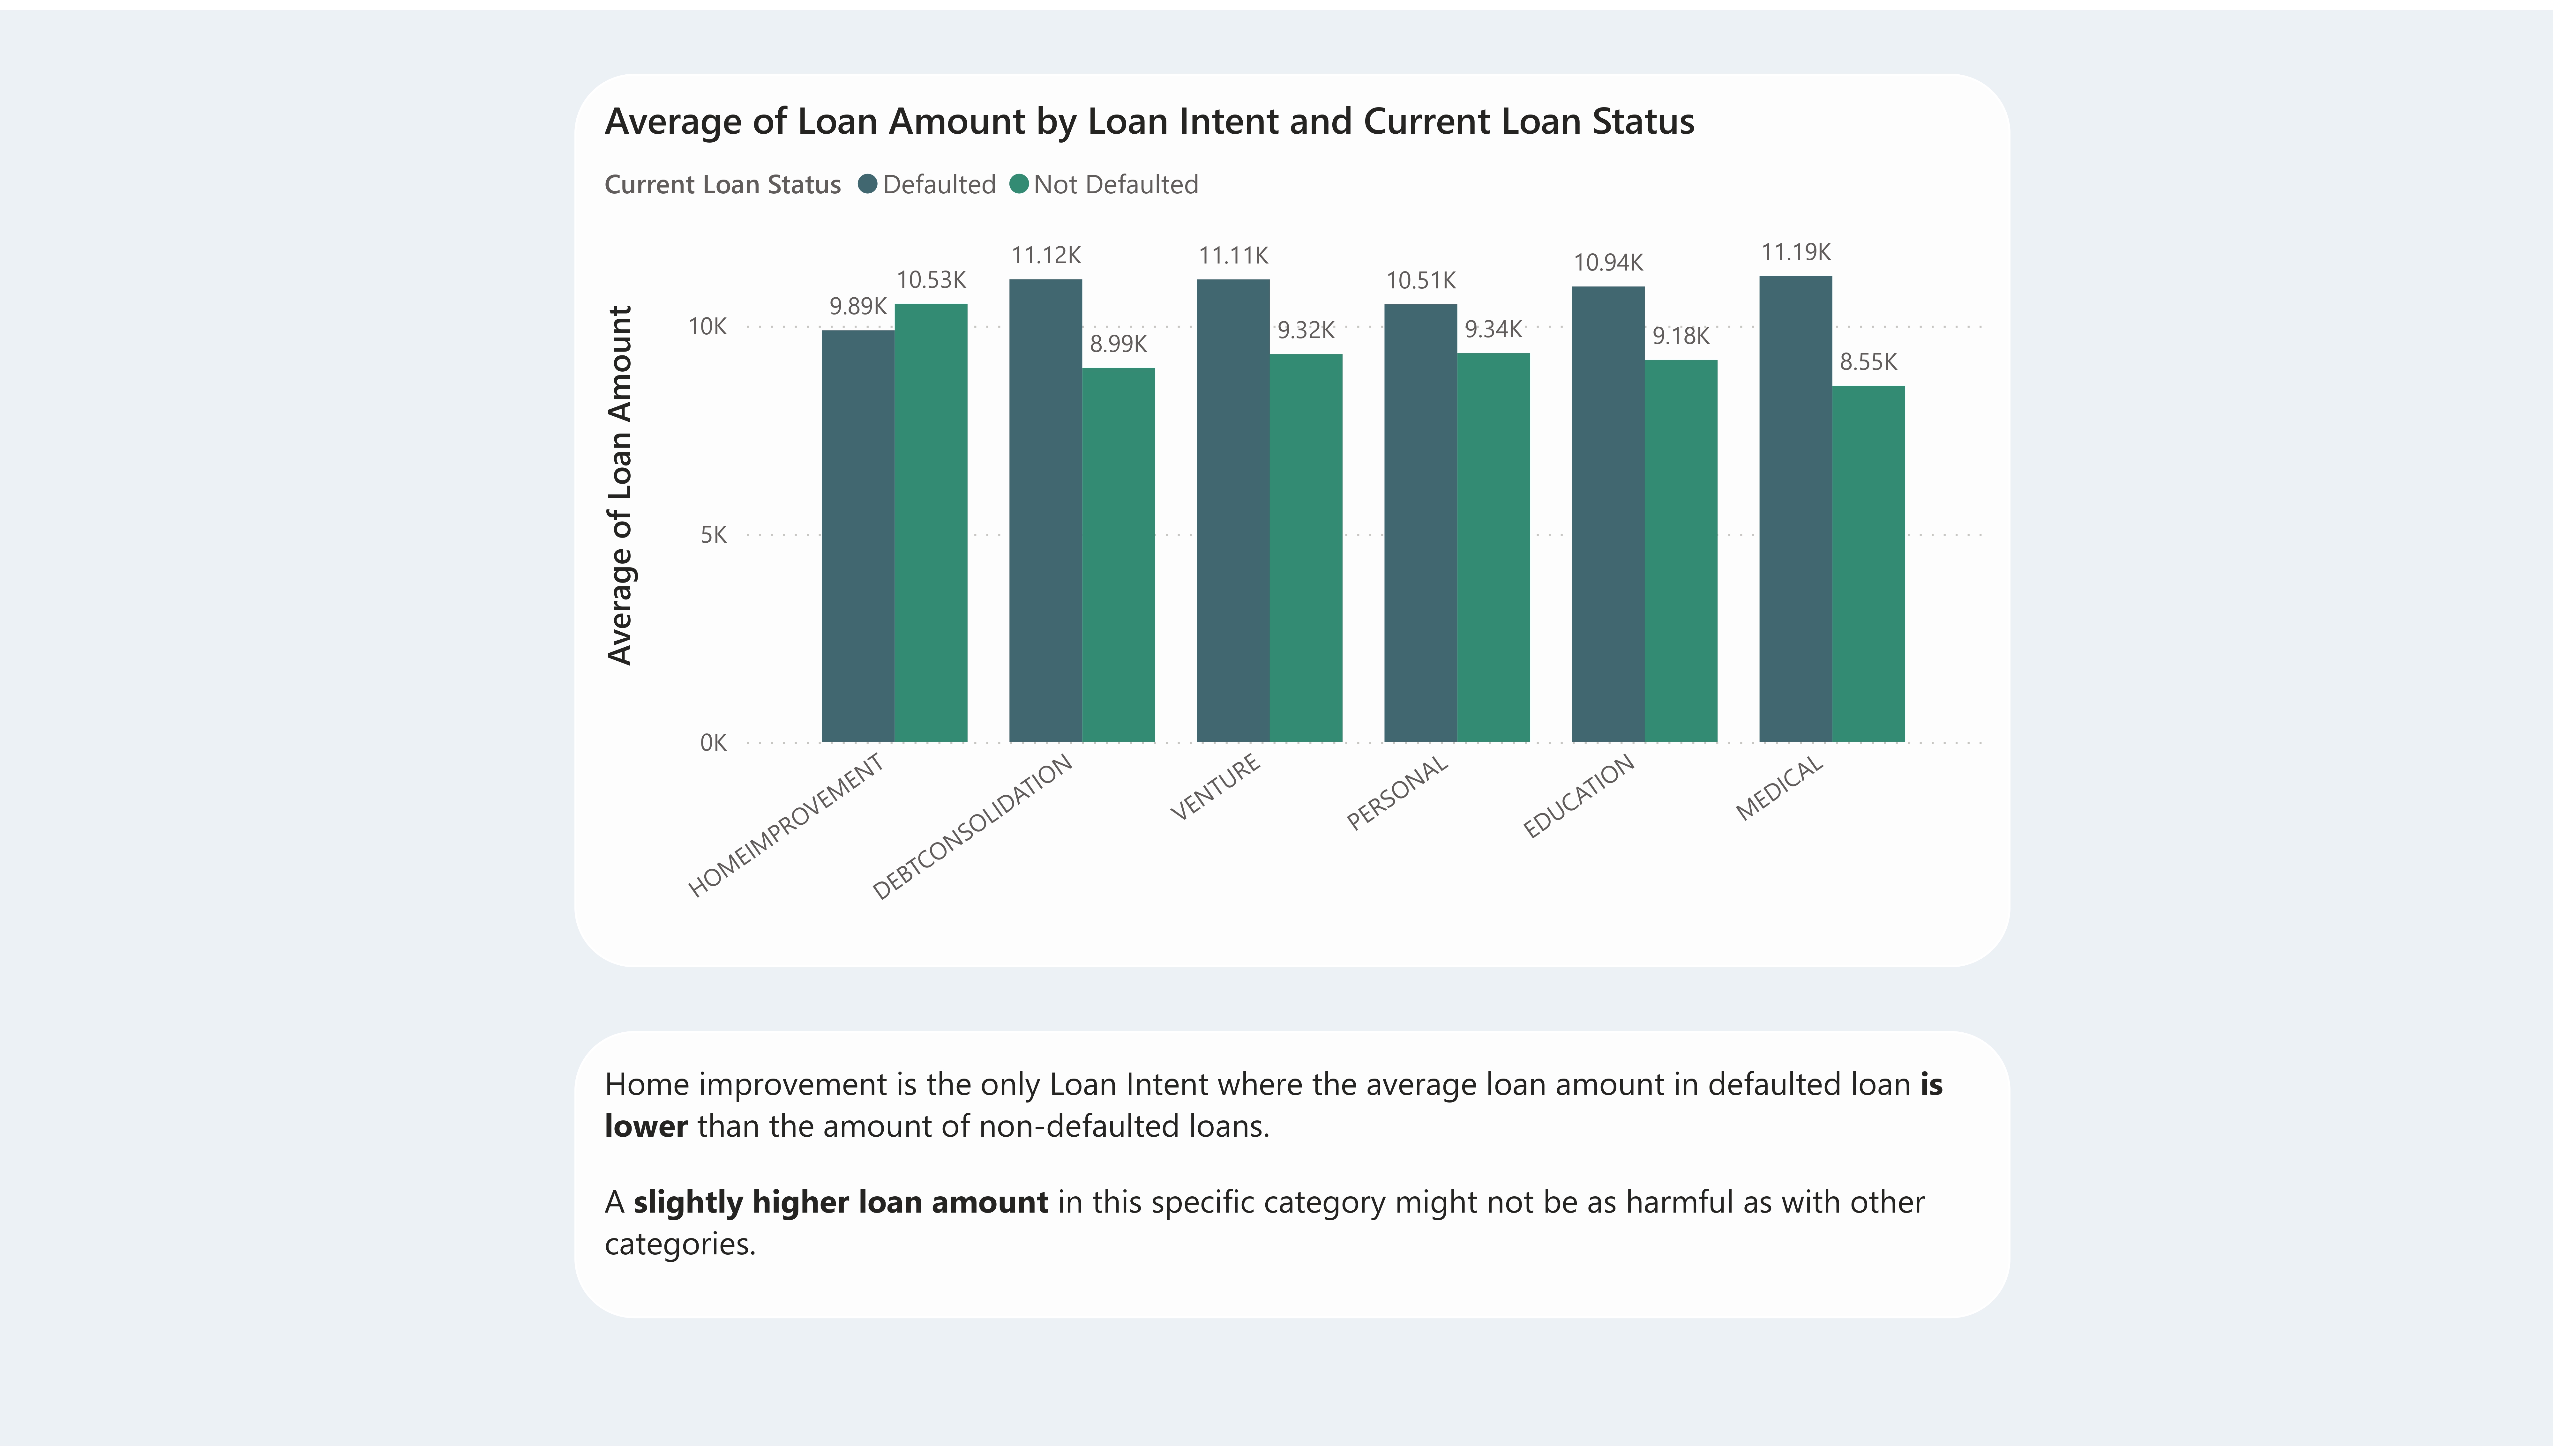 Average of Loan Amount by Loan Intent and Current Loan Status
Current Loan Status Defaulted Not Defaulted
Average of Loan Amount
10K
5K
0K
9.89K
10.53K
11.12K
8.99K
11.11K
9.32K
10.51K
9.34K
10.94K
9.18K
11.19K
8.55K
HOMEIMPROVEMENT
DEBTCONSOLIDATION
VENTURE
PERSONAL
EDUCATION
MEDICAL
Home improvement is the only Loan Intent where the average loan amount in defaulted loan is
lower than the amount of non-defaulted loans.
A slightly higher loan amount in this specific category might not be as harmful as with other
categories.